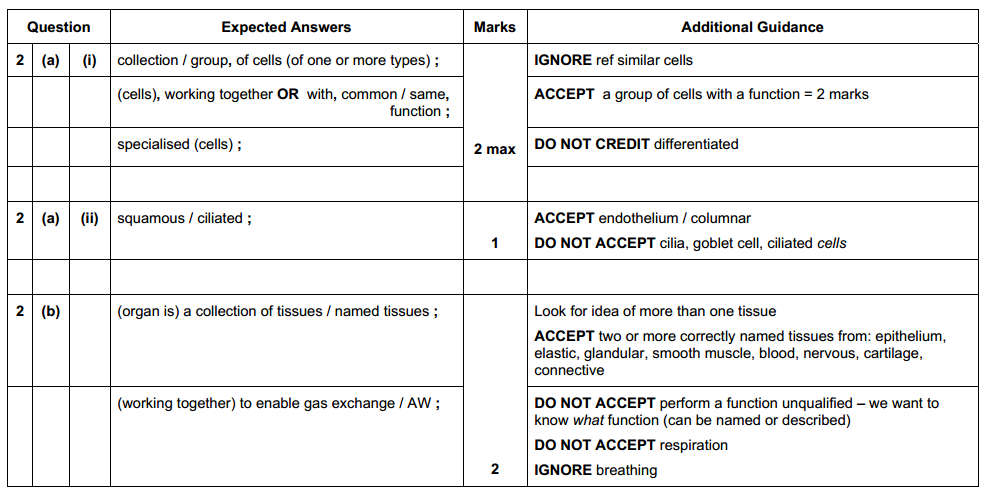 Question Expected Answers Marks Additional Guidance
2 (a) (i) collection / group, of cells (of one or more types) ; IGNORE ref similar cells
(cells), working together OR with, common / same, ACCEPT a group of cells with a function = 2 marks
function ;
specialised (cells) ; 2 max DO NOT CREDIT differentiated
2 (a) (ii) squamous / ciliated ; ACCEPT endothelium / columnar
1 DO NOT ACCEPT cilia, goblet cell, ciliated cells
2 (b) (organ is) a collection of tissues / named tissues ; Look for idea of more than one tissue
ACCEPT two or more correctly named tissues from: epithelium,
elastic, glandular, smooth muscle, blood, nervous, cartilage,
connective
(working together) to enable gas exchange / AW ; DO NOT ACCEPT perform a function unqualified – we want to
know what function (can be named or described)
DO NOT ACCEPT respiration
2 IGNORE breathing